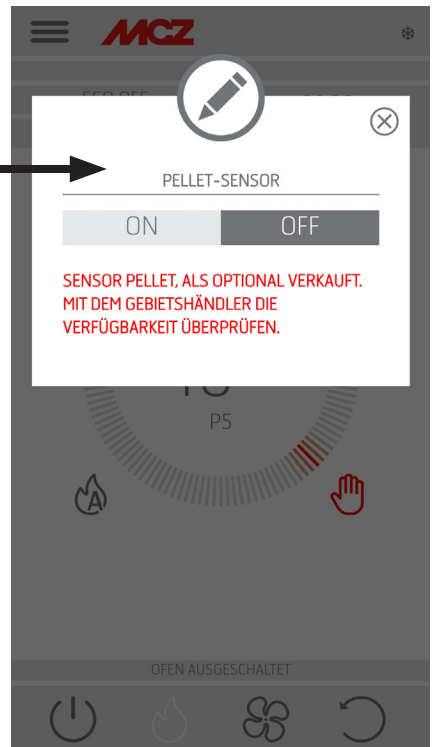 MCZ
PELLET-SENSOR
ON OFF
SENSOR PELLET, ALS OPTIONAL VERKAUFT.
MIT DEM GEBIETSHÄNDLER DIE
VERFÜGBARKEIT ÜBERPRÜFEN.
P5
A
OFEN AUSGESCHALTET